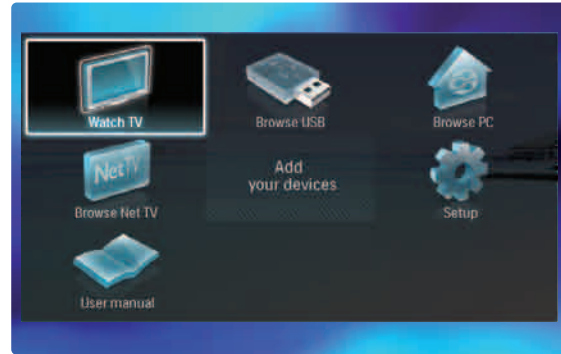 Watch TV
Browse USB
Browse PC
NetTV
Browse Net TV
Add
your devices
Setup
User manual